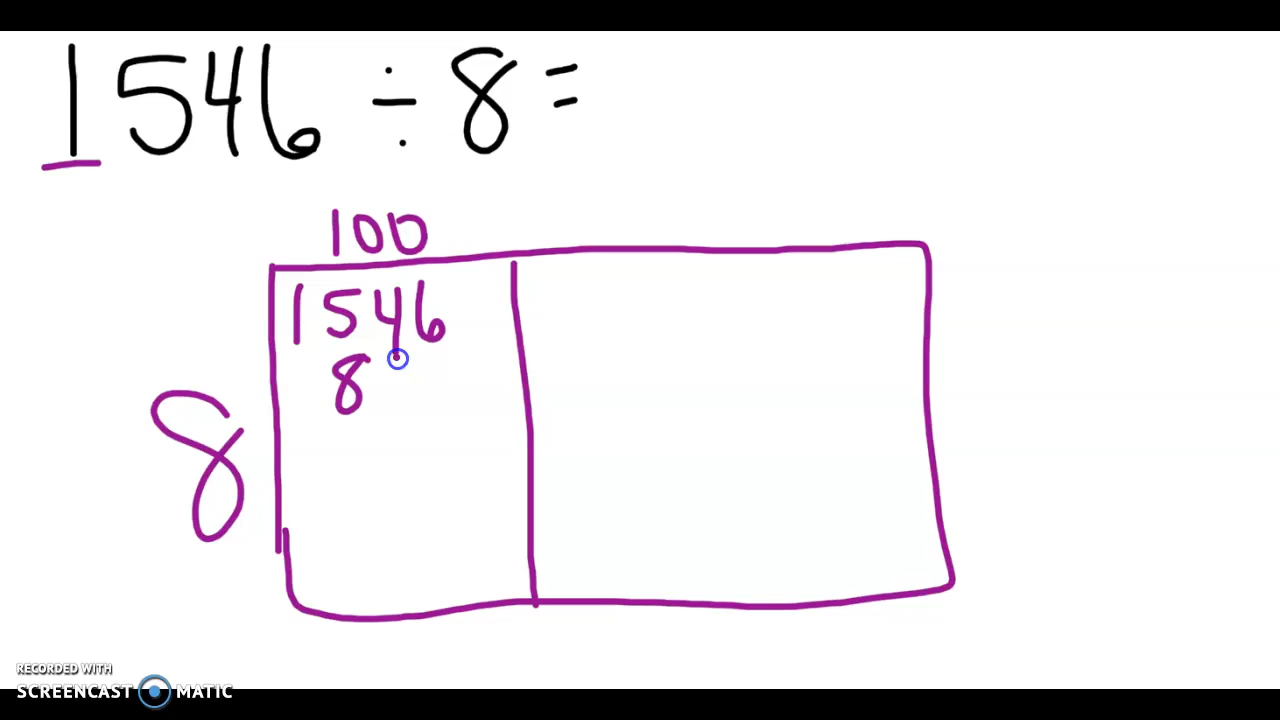 1546 ÷ 8 =
100
1546
8
8
RECORDED WITH
SCREENCAST MATIC